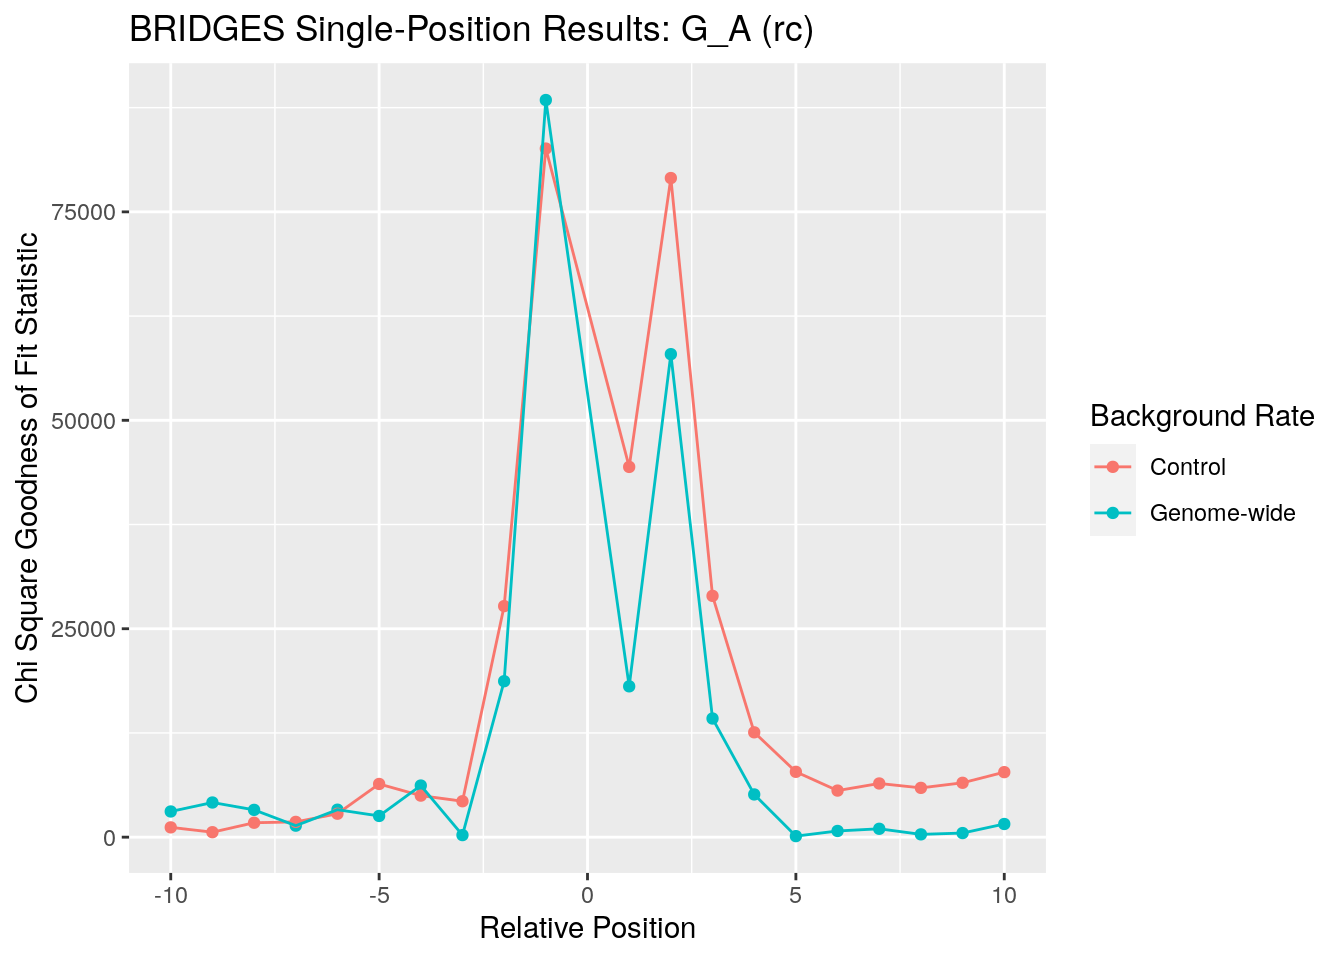 BRIDGES Single-Position Results: G_A (rc)
Chi Square Goodness of Fit Statistic
75000
50000
25000
0
-10
-5
0
5
10
Relative Position
Background Rate
Control
Genome-wide